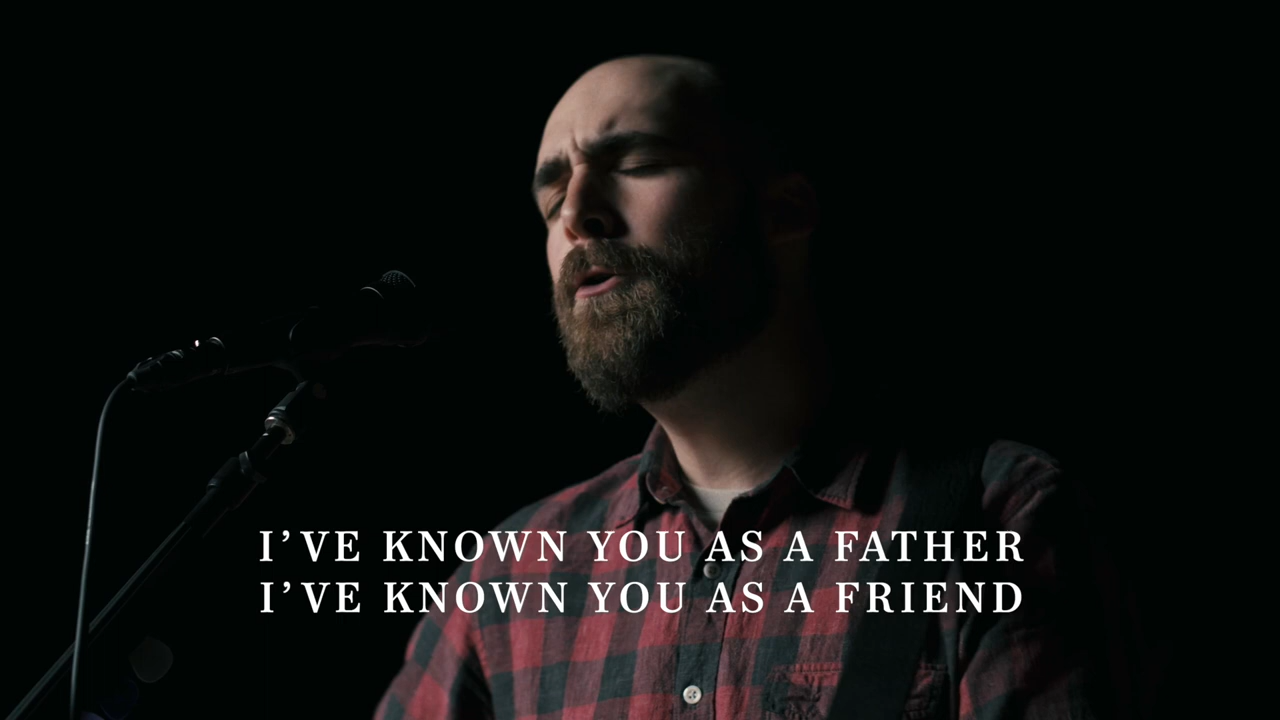 I’VE KNOWN YOU AS A FATHER
I’VE KNOWN YOU AS A FRIEND